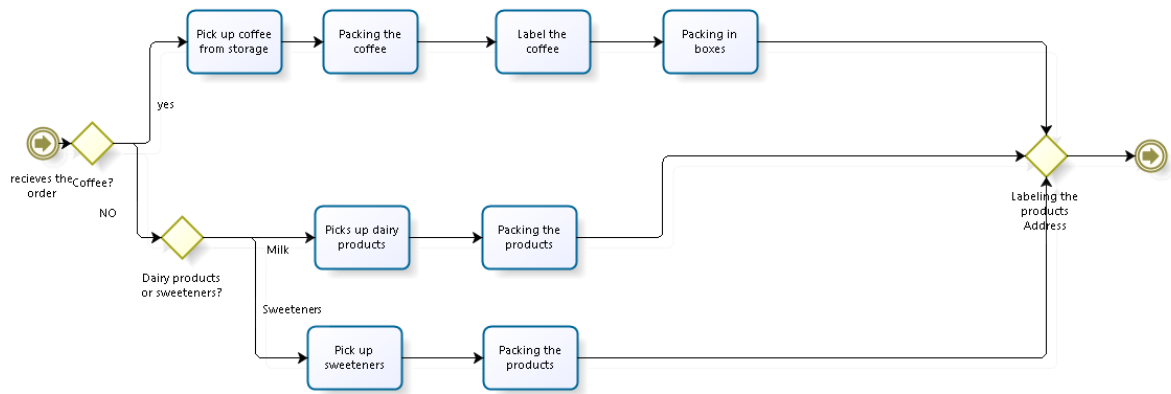 Pick up coffee
from storage
Packing the
coffee
Label the
coffee
Packing in
boxes
yes
recieves the
order
Coffee?
NO
Labeling the
products
Address
Picks up dairy
products
Packing the
products
Milk
Dairy products
or sweeteners?
Sweeteners
Pick up
sweeteners
Packing the
products